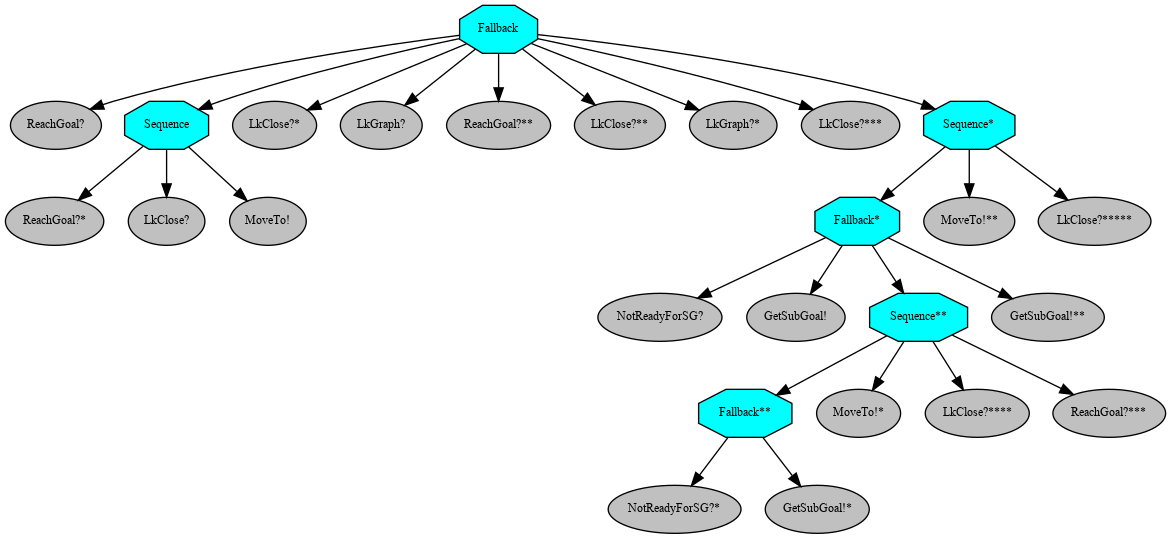 Fallback
ReachGoal?
Sequence
LkClose?*
LkGraph?
ReachGoal?**
LkClose?**
LkGraph?*
LkClose?***
Sequence*
ReachGoal?*
LkClose?
MoveTo!
Fallback*
MoveTo!**
LkClose?*****
NotReadyForSG?
GetSubGoal!
Sequence**
GetSubGoal!**
Fallback**
MoveTo!*
LkClose?****
ReachGoal?***
NotReadyForSG?*
GetSubGoal!*